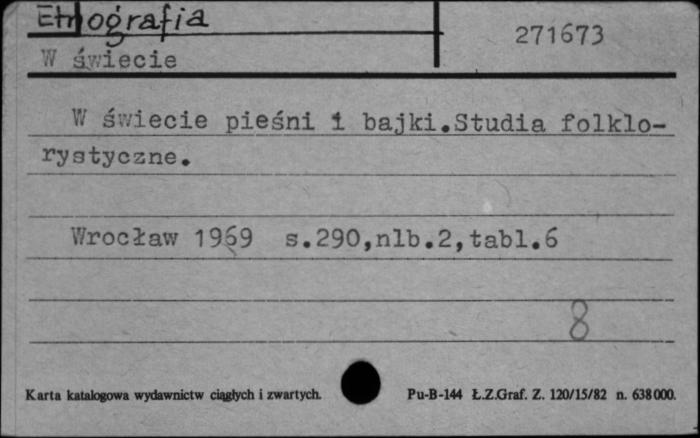 Etnografia
271673
W świecie
W świecie pieśni i bajki.Studia folklo-
rystyczne.
Wrocław 1969 s.290,nlb.2,tabl.6
8
Karta katalogowa wydawnictw ciągłych i zwartych. Pu-B-144 Ł.Z.Graf. Z. 120/15/82 n. 638000.